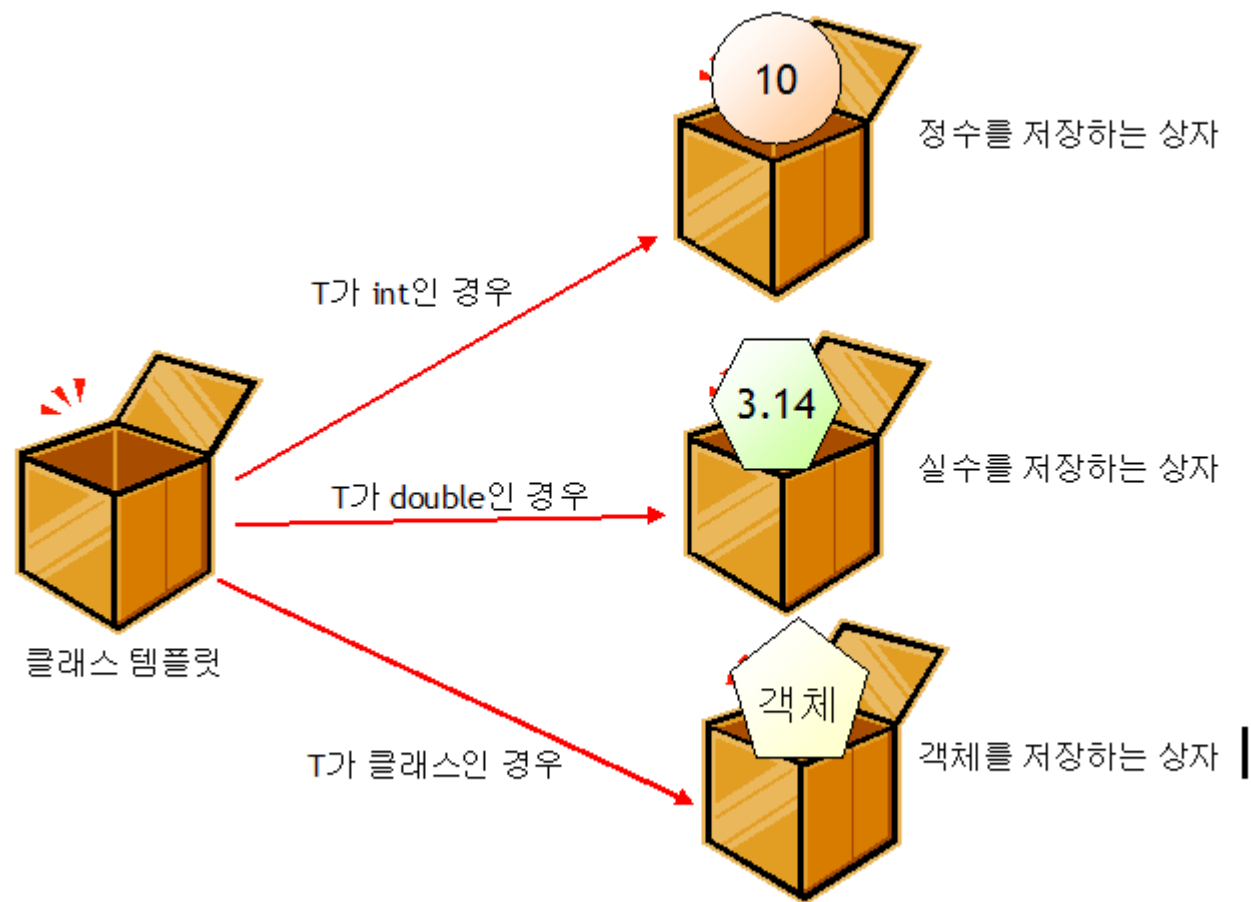 10
정수를 저장하는 상자
T가 int인 경우
3.14
실수를 저장하는 상자
T가 double인 경우
클래스 템플릿
객체
객체를 저장하는 상자
T가 클래스인 경우